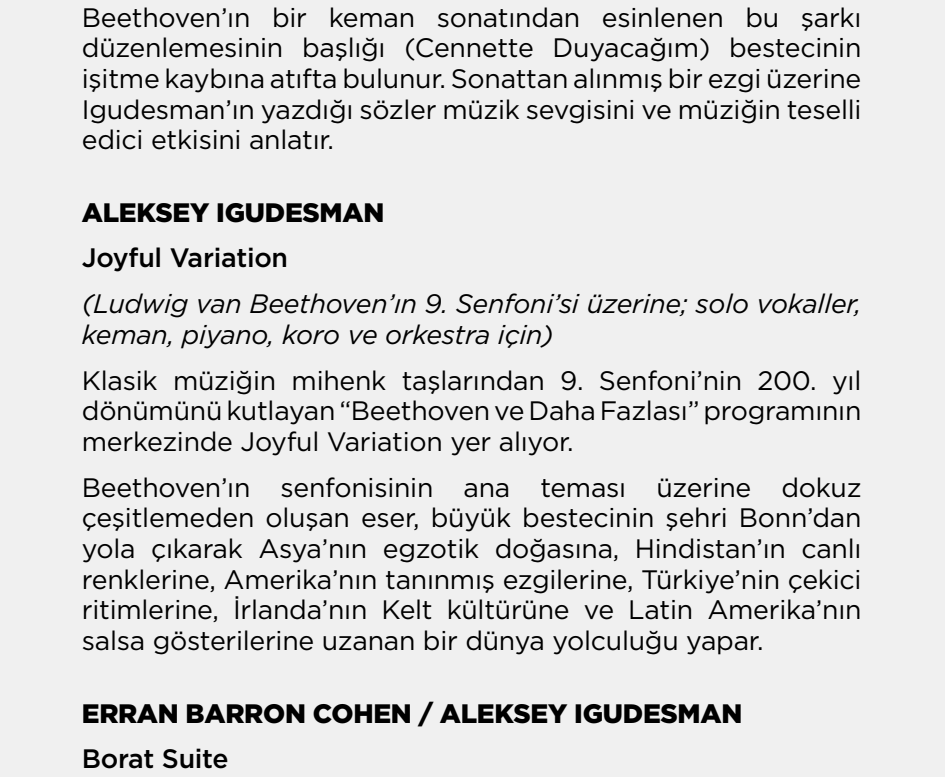 Beethoven’ın bir keman sonatından esinlenen bu şarkı
düzenlemesinin başlığı (Cennette Duyacağım) bestecinin
işitme kaybına atıfta bulunur. Sonattan alınmış bir ezgi üzerine
Igudesman’ın yazdığı sözler müzik sevgisini ve müziğin teselli
edici etkisini anlatır.
ALEKSEY IGUDESMAN
Joyful Variation
(Ludwig van Beethoven’ın 9. Senfoni’si üzerine; solo vokaller,
keman, piyano, koro ve orkestra için)
Klasik müziğin mihenk taşlarından 9. Senfoni’nin 200. yıl
dönümünü kutlayan “Beethoven ve Daha Fazlası” programının
merkezinde Joyful Variation yer alıyor.
Beethoven’ın senfonisinin ana teması üzerine dokuz
çeşitlemeden oluşan eser, büyük bestecinin şehri Bonn’dan
yola çıkarak Asya’nın egzotik doğasına, Hindistan’ın canlı
renklerine, Amerika’nın tanınmış ezgilerine, Türkiye’nin çekici
ritimlerine, İrlanda’nın Kelt kültürüne ve Latin Amerika’nın
salsa gösterilerine uzanan bir dünya yolculuğu yapar.
ERRAN BARRON COHEN / ALEKSEY IGUDESMAN
Borat Suite